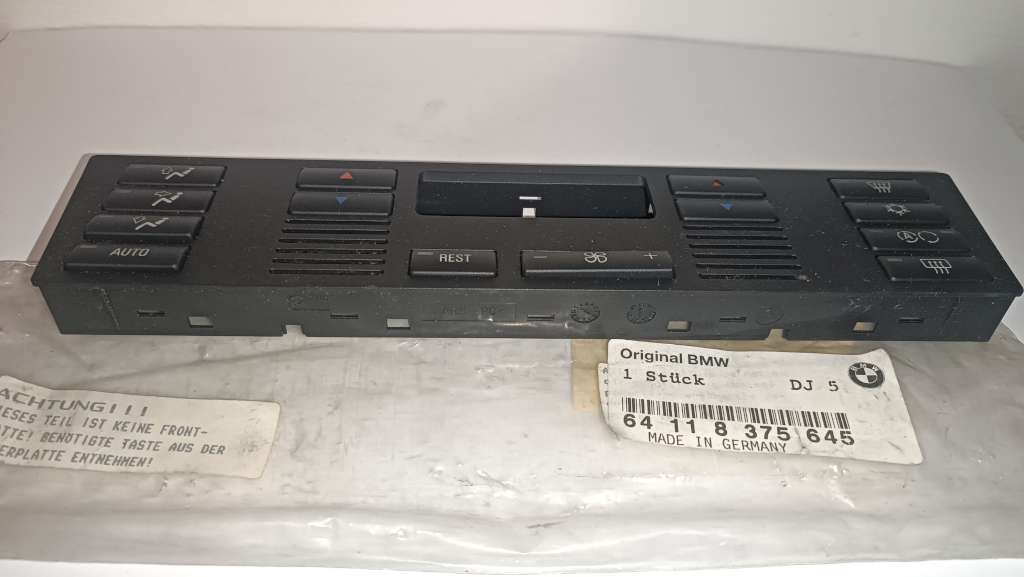 AUTO
REST
- +
ACHTUNG!!!
IESES TEIL IST KEINE FRONT-
ATTE! BENÖTIGTE TASTE AUS DER
ERPLATTE ENTNEHMEN!
Original BMW
1 Stück DJ 5
64 11 8 375 645
MADE IN GERMANY
BMW